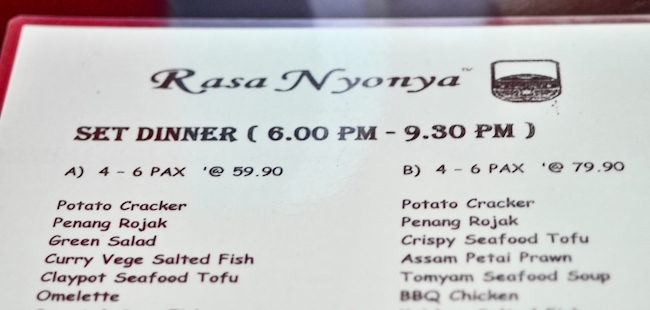 Rasa Nyonya™
SET DINNER ( 6.00 PM - 9.30 PM )
A) 4 - 6 PAX '@ 59.90
Potato Cracker
Penang Rojak
Green Salad
Curry Vege Salted Fish
Claypot Seafood Tofu
Omelette
B) 4 - 6 PAX '@ 79.90
Potato Cracker
Penang Rojak
Crispy Seafood Tofu
Assam Petai Prawn
Tomyam Seafood Soup
BBQ Chicken